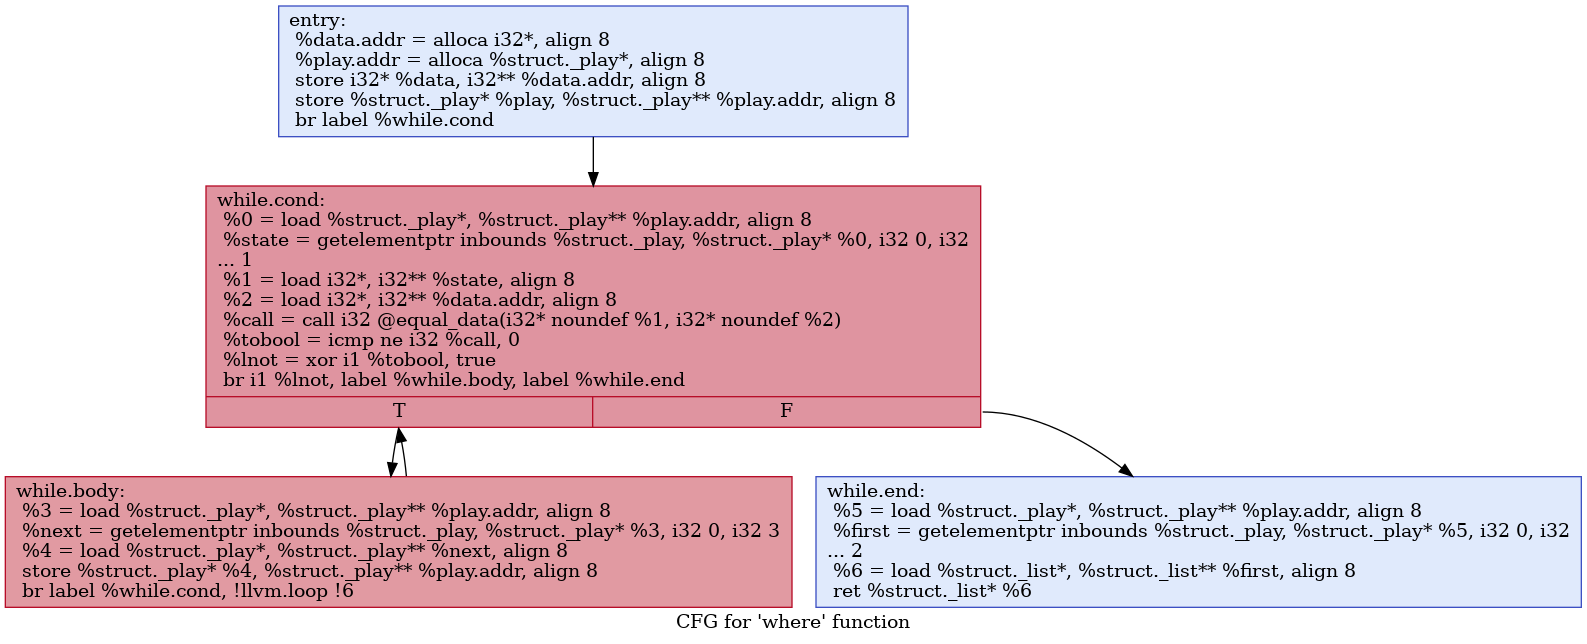 entry:
%data.addr = alloca i32*, align 8
%play.addr = alloca %struct._play*, align 8
store i32* %data, i32** %data.addr, align 8
store %struct._play* %play, %struct._play** %play.addr, align 8
br label %while.cond
while.cond:
%0 = load %struct._play*, %struct._play** %play.addr, align 8
%state = getelementptr inbounds %struct._play, %struct._play* %0, i32 0, i32
... 1
%1 = load i32*, i32** %state, align 8
%2 = load i32*, i32** %data.addr, align 8
%call = call i32 @equal_data(i32* noundef %1, i32* noundef %2)
%tobool = icmp ne i32 %call, 0
%lnot = xor i1 %tobool, true
br i1 %lnot, label %while.body, label %while.end
T
F
while.body:
%3 = load %struct._play*, %struct._play** %play.addr, align 8
%next = getelementptr inbounds %struct._play, %struct._play* %3, i32 0, i32 3
%4 = load %struct._play*, %struct._play** %next, align 8
store %struct._play* %4, %struct._play** %play.addr, align 8
br label %while.cond, !llvm.loop !6
while.end:
%5 = load %struct._play*, %struct._play** %play.addr, align 8
%first = getelementptr inbounds %struct._play, %struct._play* %5, i32 0, i32
... 2
%6 = load %struct._list*, %struct._list** %first, align 8
ret %struct._list* %6
CFG for 'where' function